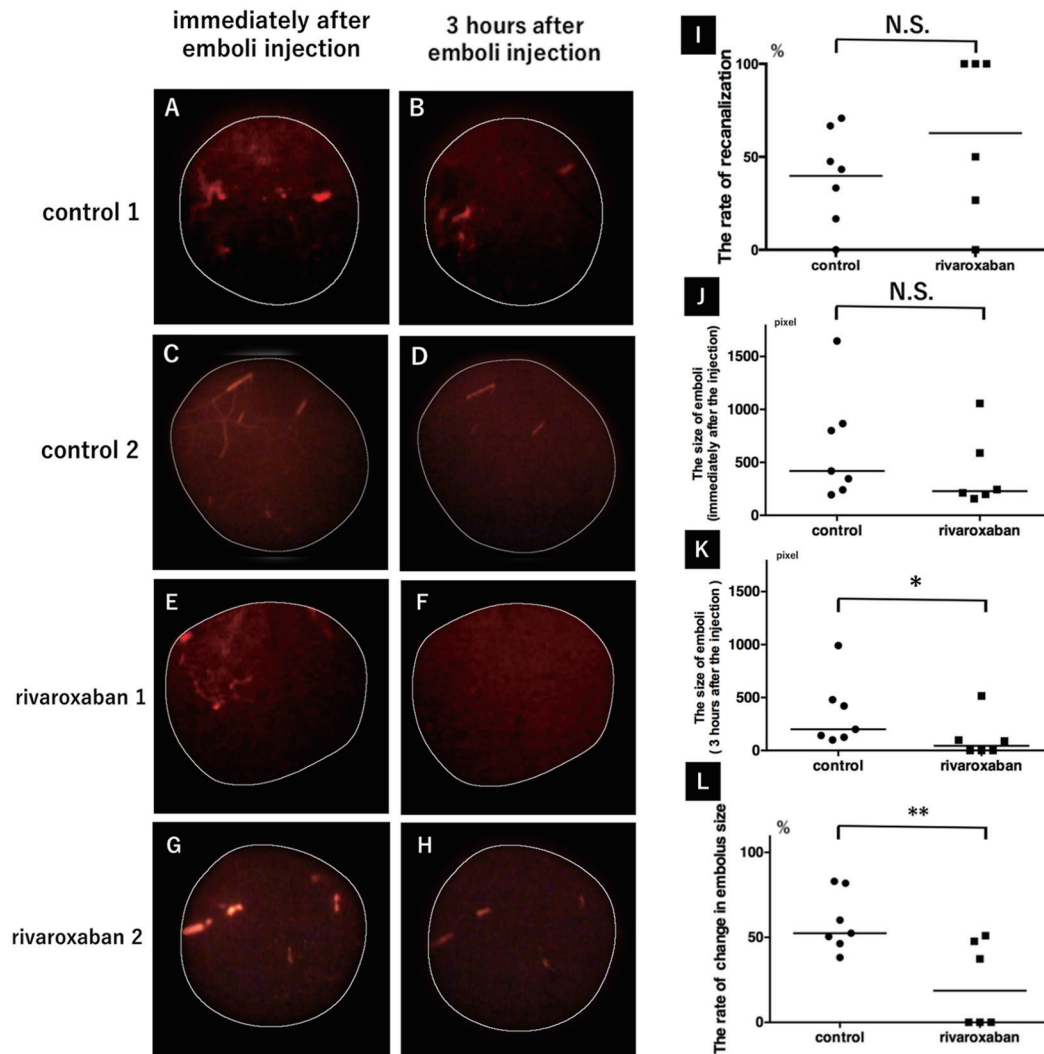 immediately after
emboli injection
3 hours after
emboli injection
control 1
A
B
control 2
C
D
rivaroxaban 1
E
F
rivaroxaban 2
G
H
I
%
N.S.
The rate of recanalization
100
50
0
control
rivaroxaban
J
pixel
N.S.
The size of emboli
(immediately after the injection)
1500
1000
500
0
control
rivaroxaban
K
pixel
*
The size of emboli
( 3 hours after the injection )
1500
1000
500
0
control
rivaroxaban
L
%
**
The rate of change in embolus size
100
50
0
control
rivaroxaban